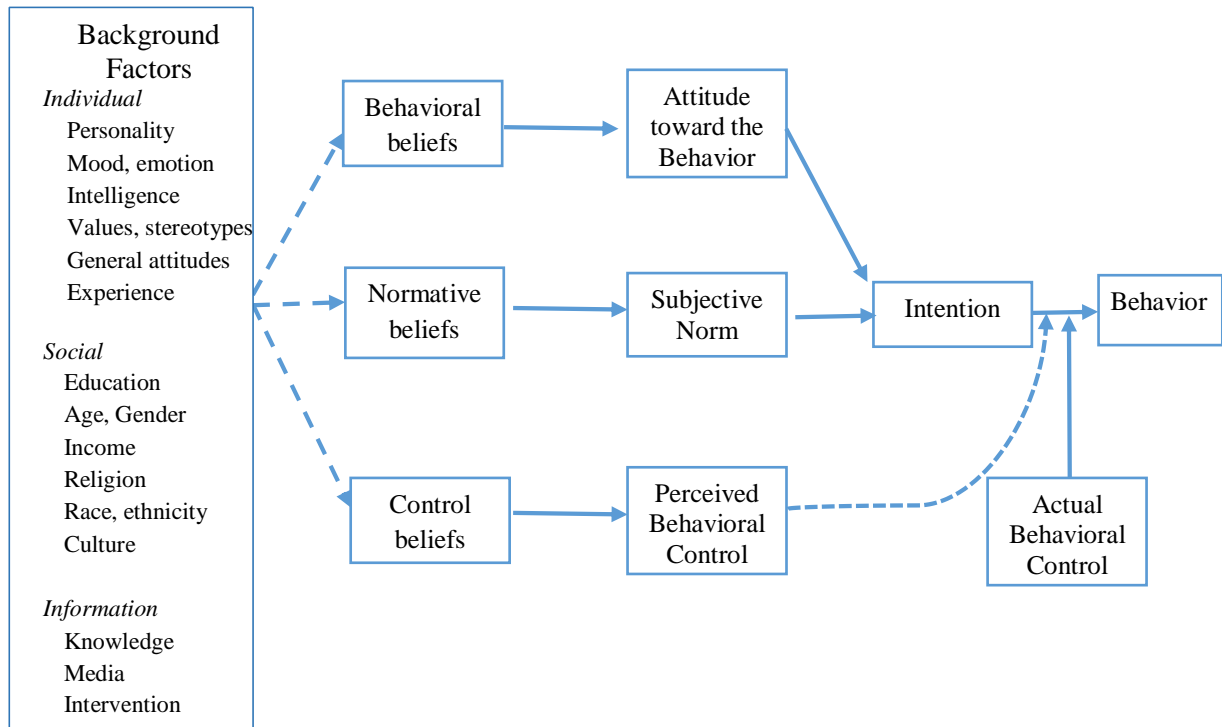 Background
Factors
Individual
Personality
Mood, emotion
Intelligence
Values, stereotypes
General attitudes
Experience
Social
Education
Age, Gender
Income
Religion
Race, ethnicity
Culture
Information
Knowledge
Media
Intervention
Behavioral
beliefs
Normative
beliefs
Control
beliefs
Attitude
toward the
Behavior
Subjective
Norm
Perceived
Behavioral
Control
Intention
Behavior
Actual
Behavioral
Control